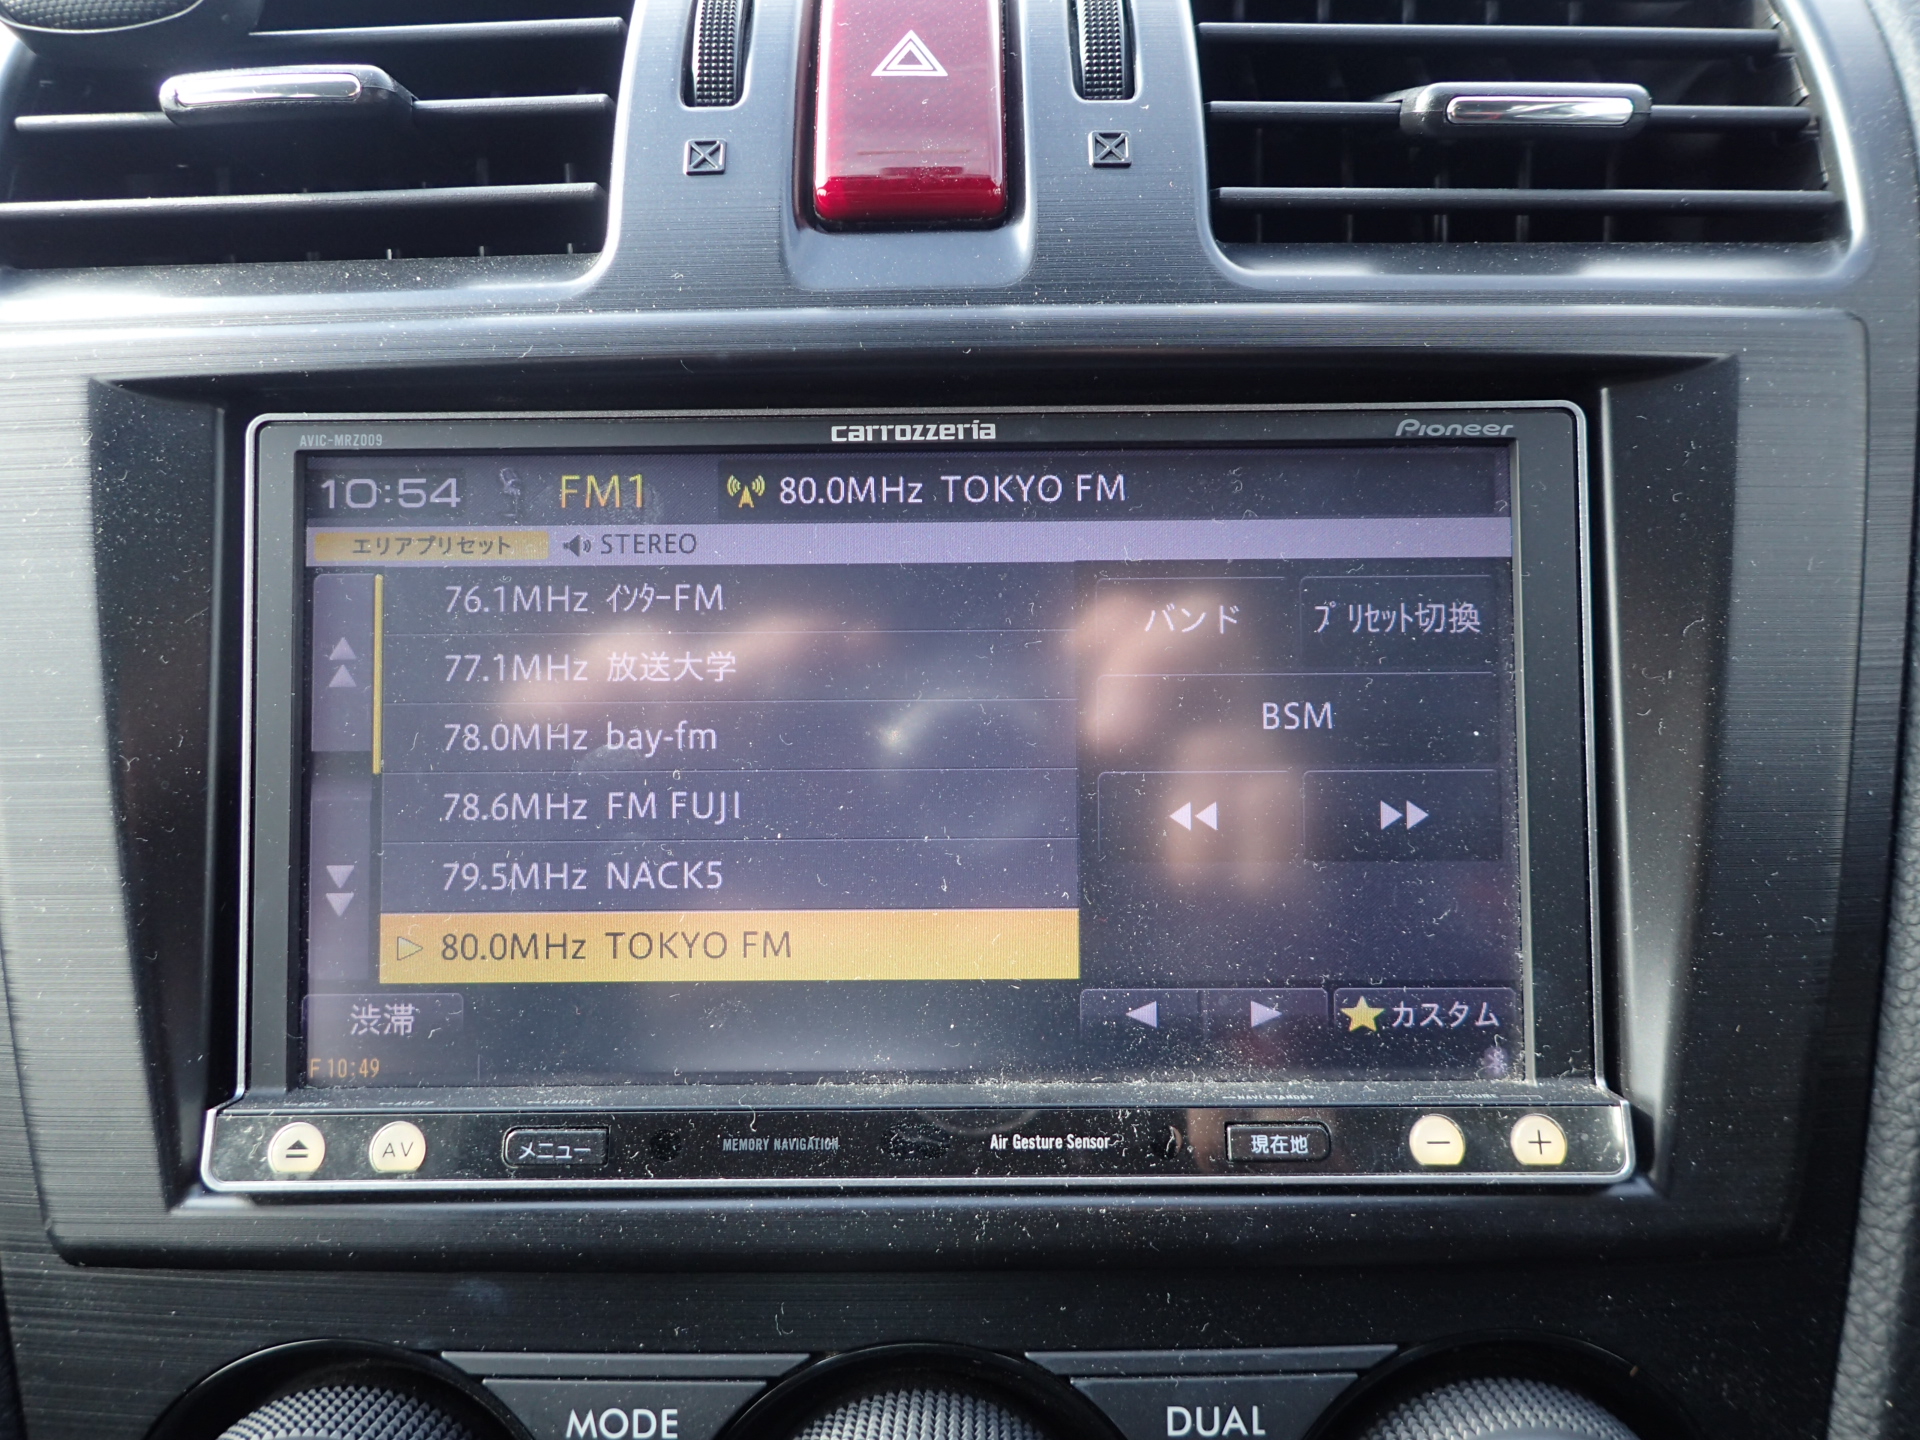 AVIC-MRZ009
carrozzeria
Pioneer
10:54 FM1 80.0MHz TOKYO FM
エリアプリセット STEREO
76.1MHz ｲﾝﾀｰFM
77.1MHz 放送大学
78.0MHz bay-fm
78.6MHz FM FUJI
79.5MHz NACK5
80.0MHz TOKYO FM
バンド
ﾌﾟﾘｾｯﾄ切換
BSM
渋滞
カスタム
F 10:49
VOLUME
AV
メニュー
MEMORY NAVIGATION
Air Gesture Sensor
現在地
MODE
DUAL